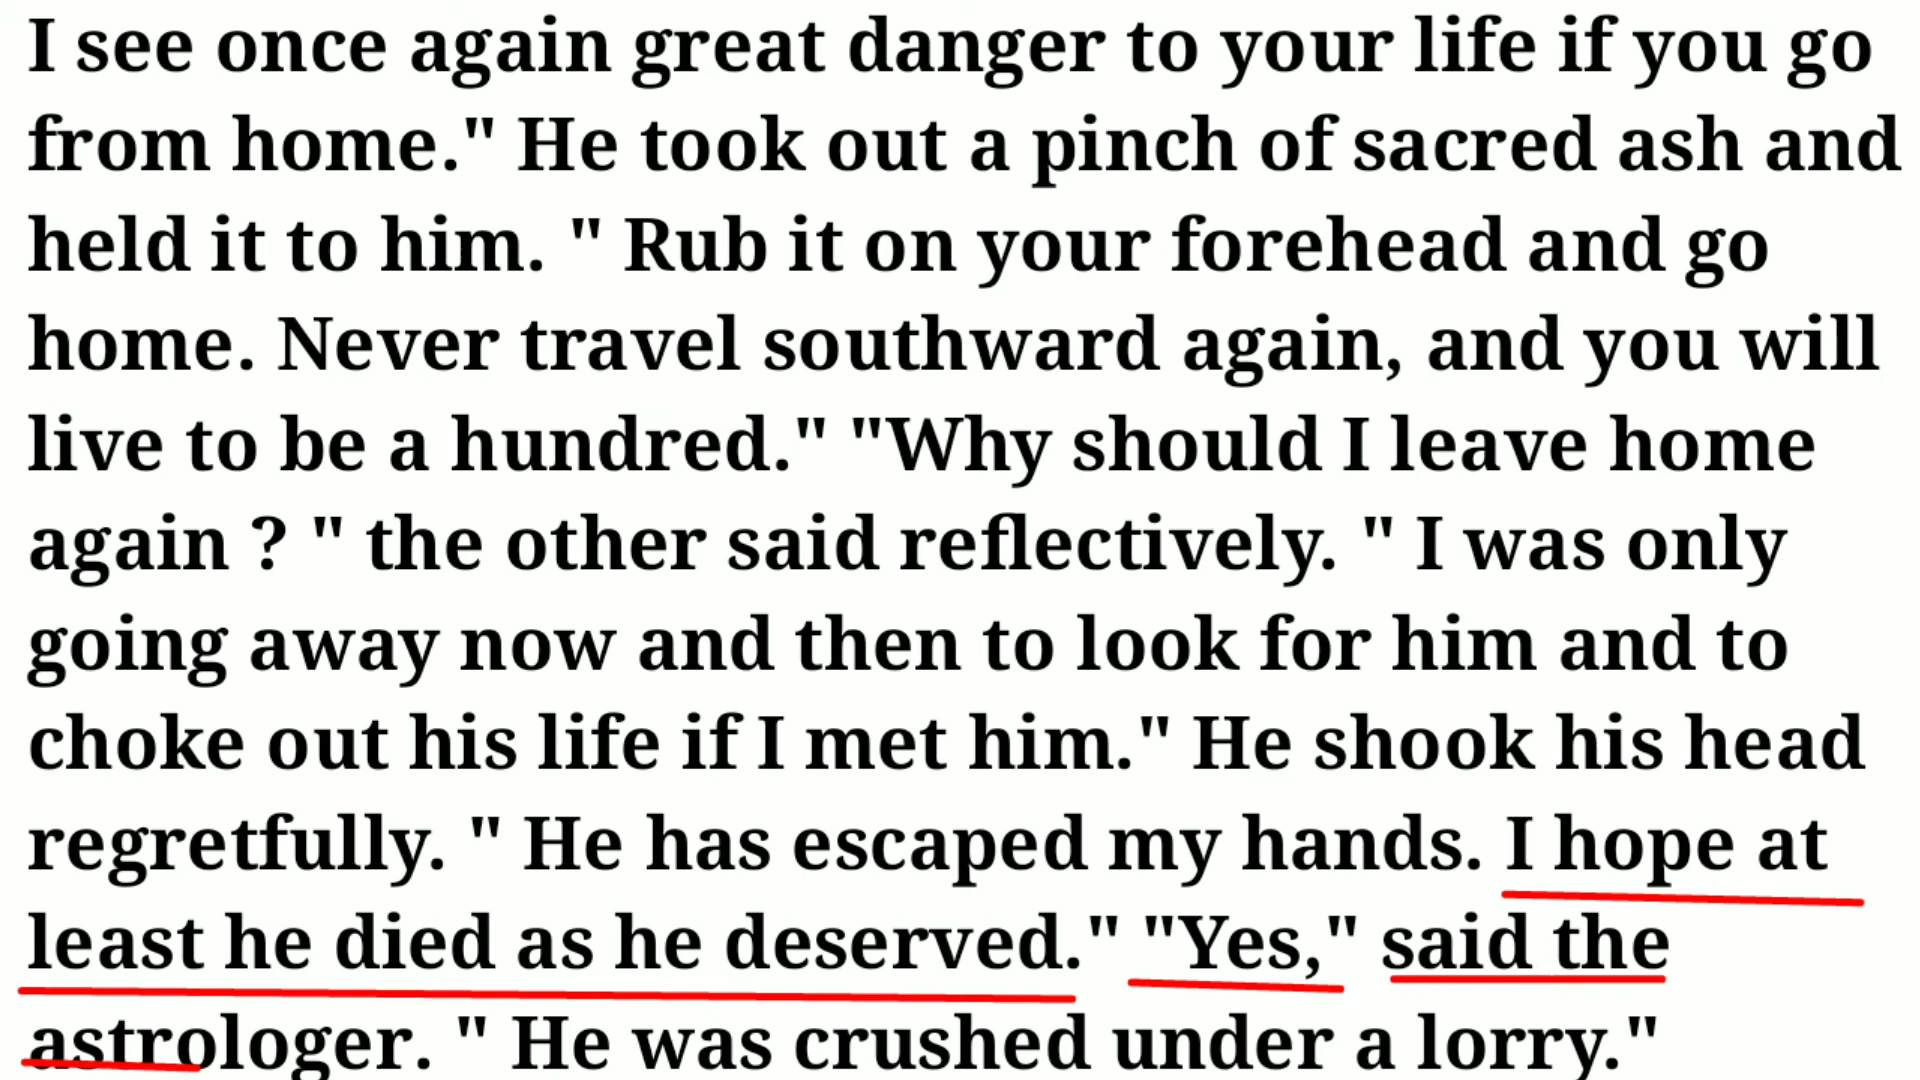 I see once again great danger to your life if you go
from home." He took out a pinch of sacred ash and
held it to him. " Rub it on your forehead and go
home. Never travel southward again, and you will
live to be a hundred." "Why should I leave home
again ? " the other said reflectively. " I was only
going away now and then to look for him and to
choke out his life if I met him." He shook his head
regretfully. " He has escaped my hands. I hope at
least he died as he deserved." "Yes," said the
astrologer. " He was crushed under a lorry."